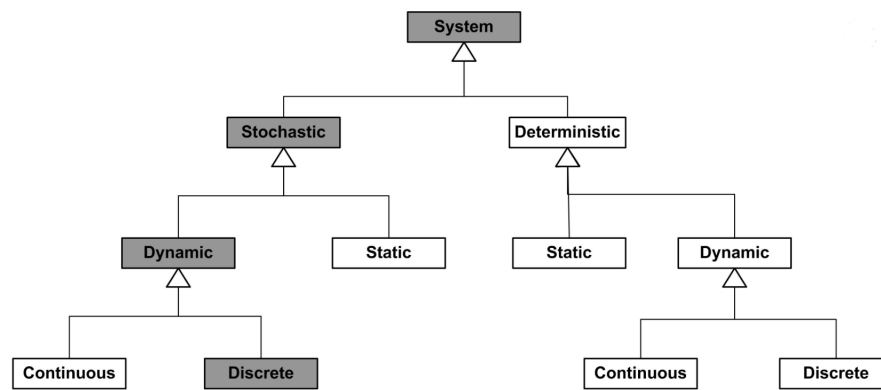 System
Stochastic
Deterministic
Dynamic
Static
Static
Dynamic
Continuous
Discrete
Continuous
Discrete